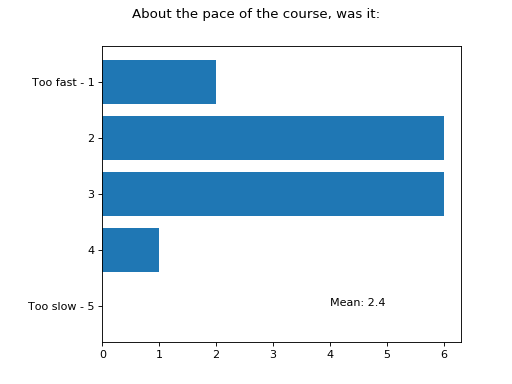 About the pace of the course, was it:
Too fast - 1
2
3
4
Too slow - 5
Mean: 2.4
0 1 2 3 4 5 6